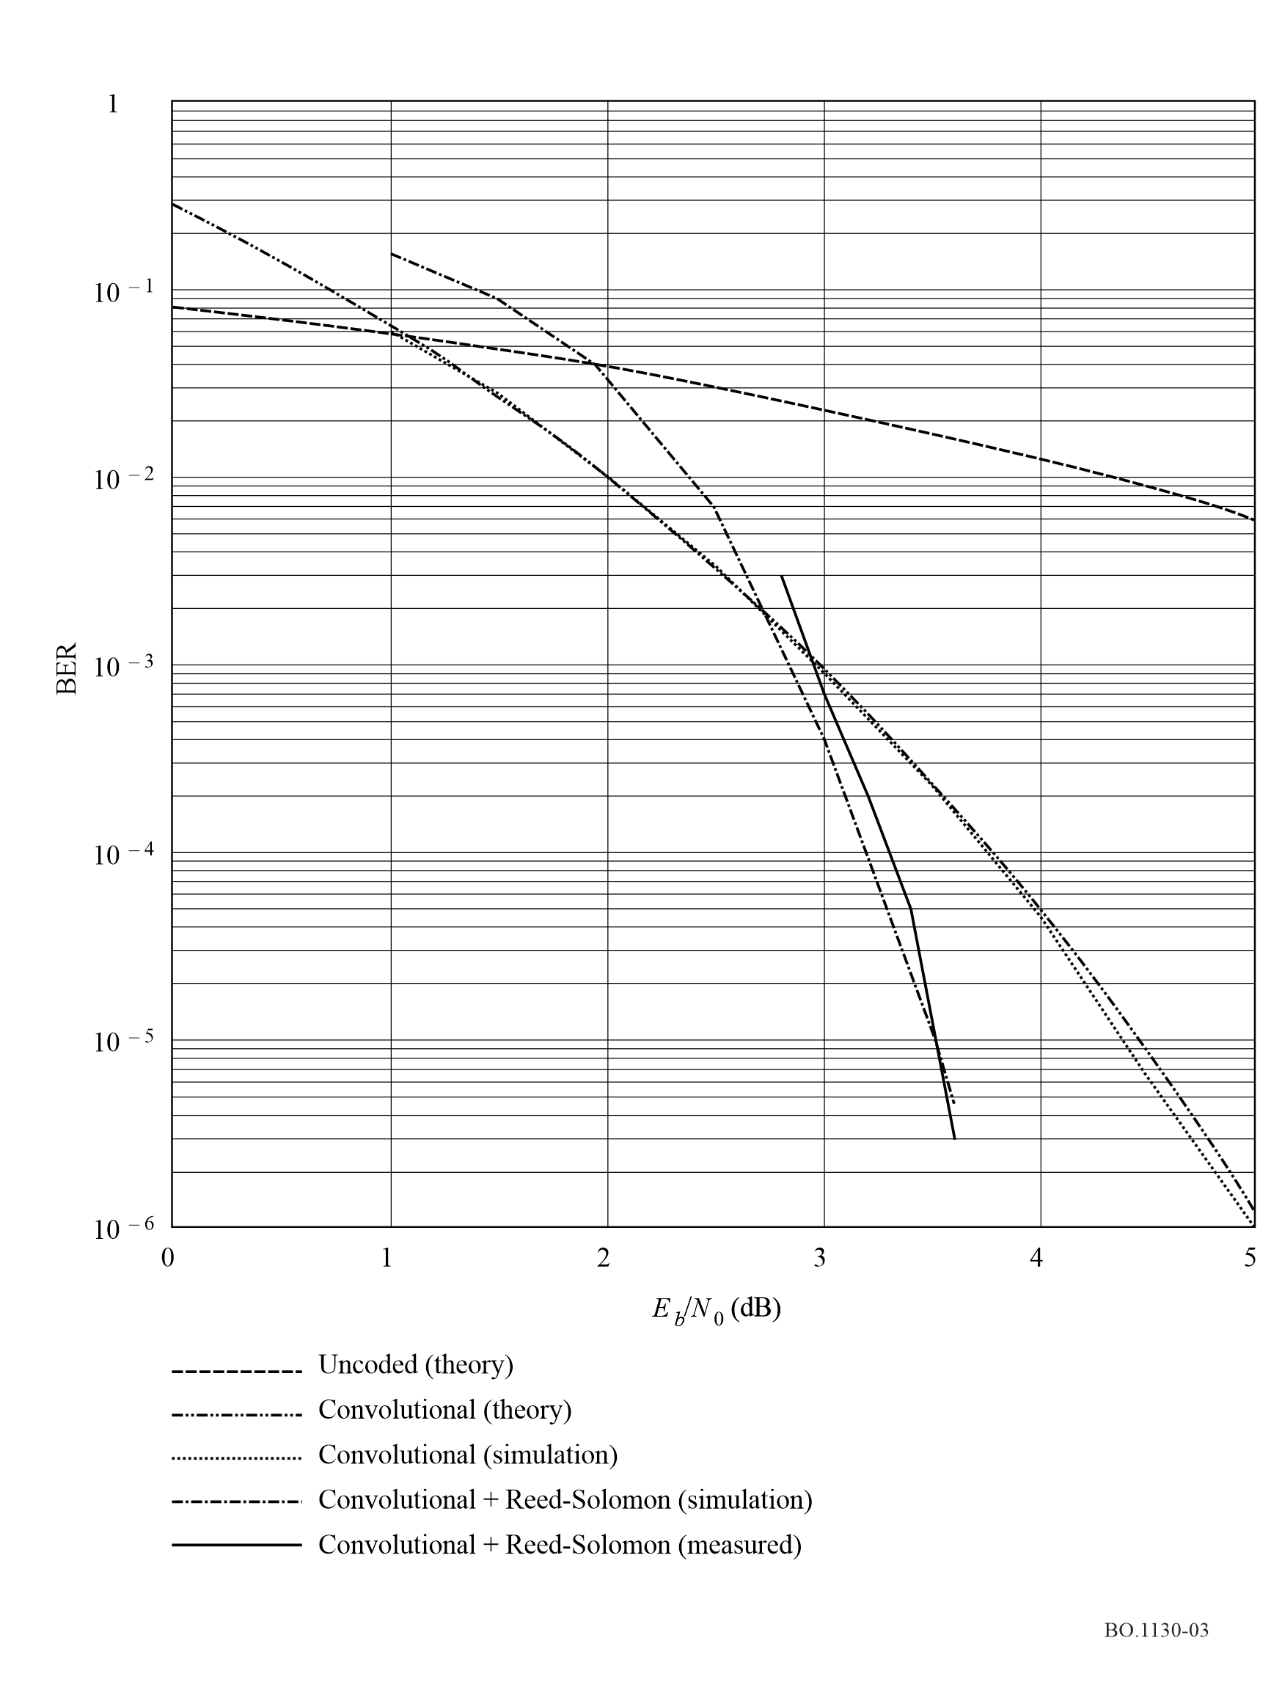 1
10 – 1
10 – 2
BER
10 – 3
10 – 4
10 – 5
10 – 6
0 1 2 3 4 5
E b/N 0 (dB)
Uncoded (theory)
Convolutional (theory)
Convolutional (simulation)
Convolutional + Reed-Solomon (simulation)
Convolutional + Reed-Solomon (measured)
BO.1130-03